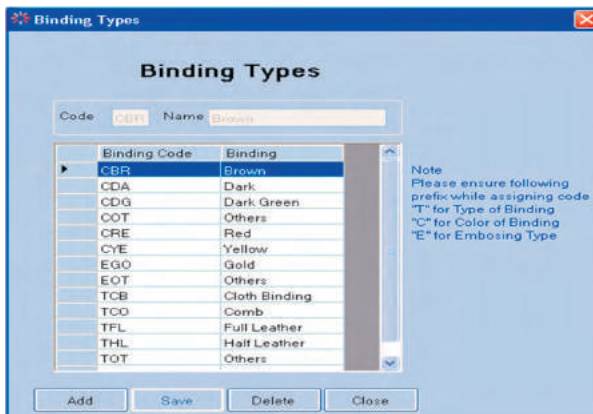 Binding Types
Binding Types
Code CBR Name Brown
Binding Code Binding
CBR Brown
CDA Dark
CDG Dark Green
COT Others
CRE Red
CYE Yellow
EGO Gold
EOT Others
TCB Cloth Binding
TCO Comb
TFL Full Leather
THL Half Leather
TOT Others
Note
Please ensure following
prefix while assigning code
"T" for Type of Binding
"C" for Color of Binding
"E" for Embosing Type
Add Save Delete Close